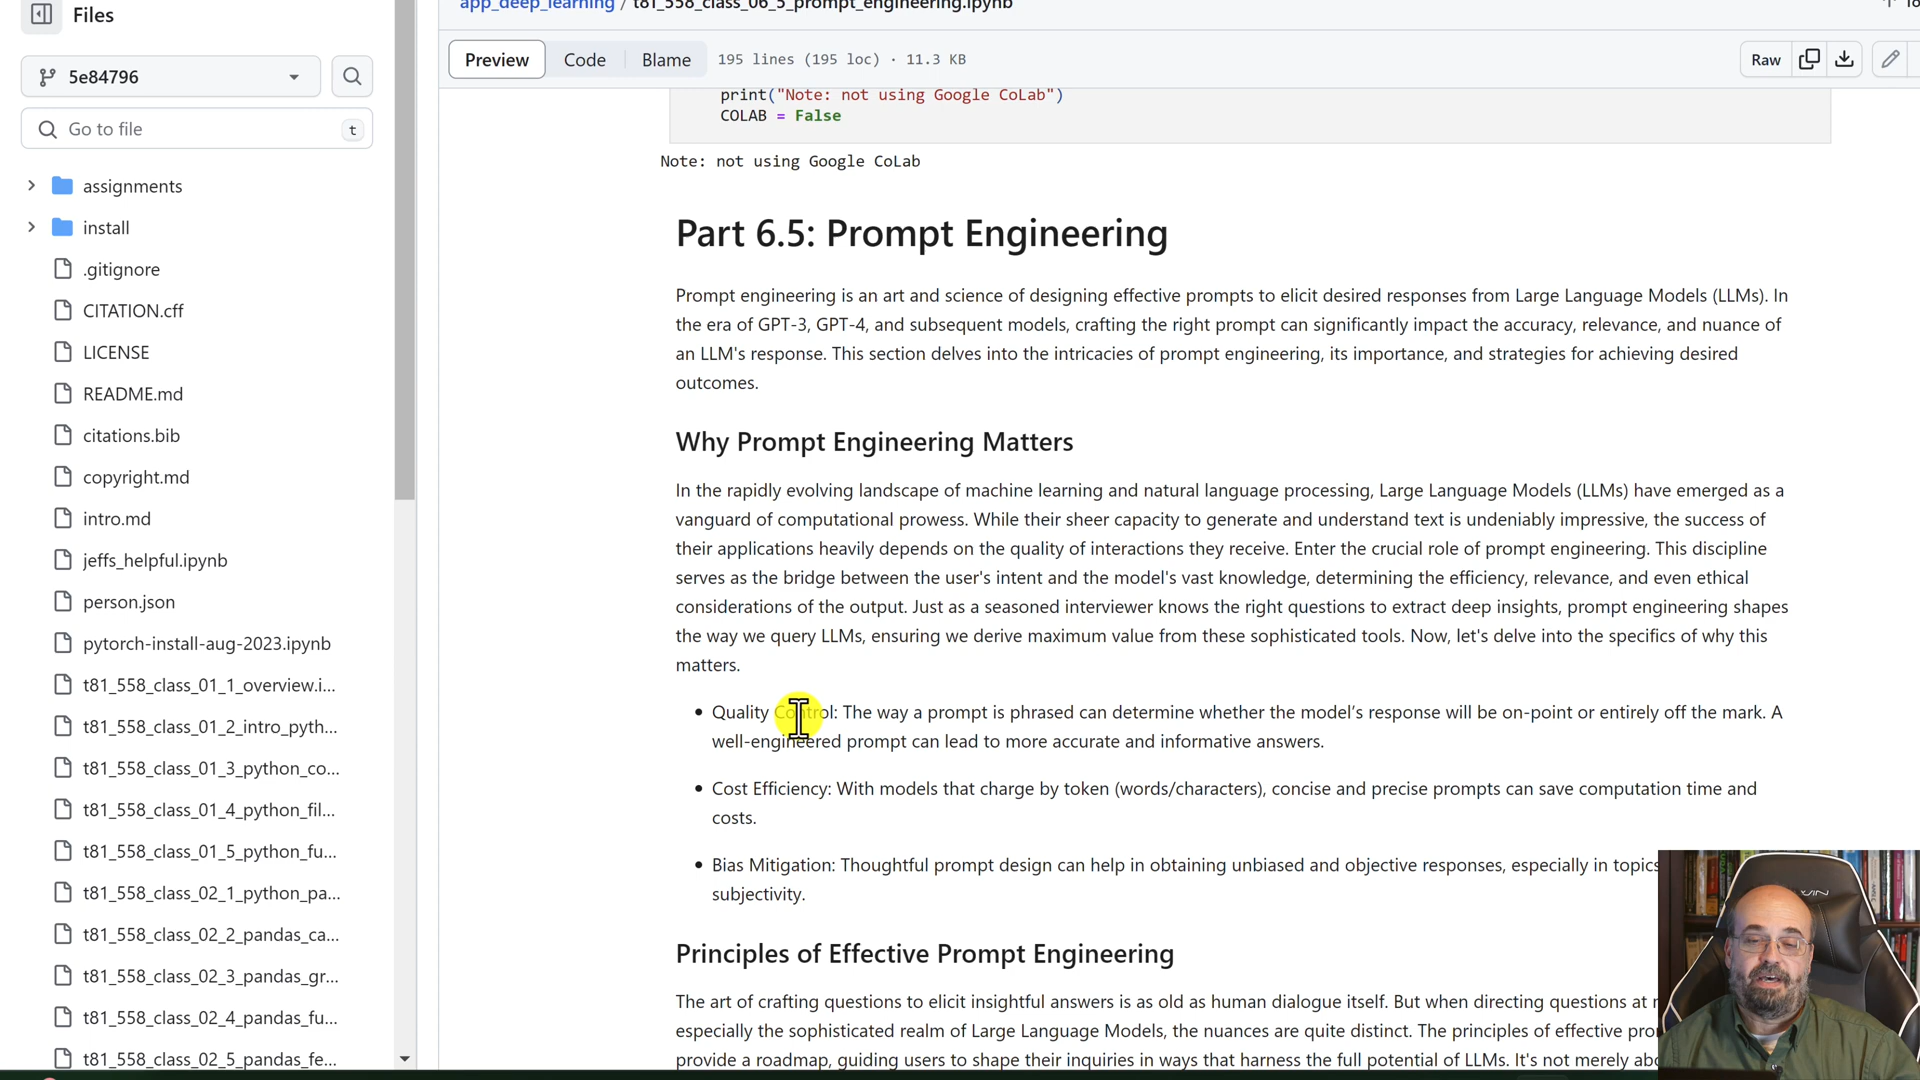 Files
app_deep_learning / t81_558_class_06_5_prompt_engineering.ipynb
5e84796
Go to file
t
assignments
install
.gitignore
CITATION.cff
LICENSE
README.md
citations.bib
copyright.md
intro.md
jeffs_helpful.ipynb
person.json
pytorch-install-aug-2023.ipynb
t81_558_class_01_1_overview.i...
t81_558_class_01_2_intro_pyth...
t81_558_class_01_3_python_co...
t81_558_class_01_4_python_fil...
t81_558_class_01_5_python_fu...
t81_558_class_02_1_python_pa...
t81_558_class_02_2_pandas_ca...
t81_558_class_02_3_pandas_gr...
t81_558_class_02_4_pandas_fu...
t81_558_class_02_5_pandas_fe...
Preview Code Blame 195 lines (195 loc) · 11.3 KB Raw
print("Note: not using Google CoLab")
COLAB = False
Note: not using Google CoLab
Part 6.5: Prompt Engineering
Prompt engineering is an art and science of designing effective prompts to elicit desired responses from Large Language Models (LLMs). In
the era of GPT-3, GPT-4, and subsequent models, crafting the right prompt can significantly impact the accuracy, relevance, and nuance of
an LLM's response. This section delves into the intricacies of prompt engineering, its importance, and strategies for achieving desired
outcomes.
Why Prompt Engineering Matters
In the rapidly evolving landscape of machine learning and natural language processing, Large Language Models (LLMs) have emerged as a
vanguard of computational prowess. While their sheer capacity to generate and understand text is undeniably impressive, the success of
their applications heavily depends on the quality of interactions they receive. Enter the crucial role of prompt engineering. This discipline
serves as the bridge between the user's intent and the model's vast knowledge, determining the efficiency, relevance, and even ethical
considerations of the output. Just as a seasoned interviewer knows the right questions to extract deep insights, prompt engineering shapes
the way we query LLMs, ensuring we derive maximum value from these sophisticated tools. Now, let's delve into the specifics of why this
matters.
• Quality Control: The way a prompt is phrased can determine whether the model’s response will be on-point or entirely off the mark. A
well-engineered prompt can lead to more accurate and informative answers.
• Cost Efficiency: With models that charge by token (words/characters), concise and precise prompts can save computation time and
costs.
• Bias Mitigation: Thoughtful prompt design can help in obtaining unbiased and objective responses, especially in topics
subjectivity.
Principles of Effective Prompt Engineering
The art of crafting questions to elicit insightful answers is as old as human dialogue itself. But when directing questions at
especially the sophisticated realm of Large Language Models, the nuances are quite distinct. The principles of effective
provide a roadmap, guiding users to shape their inquiries in ways that harness the full potential of LLMs. It's not merely